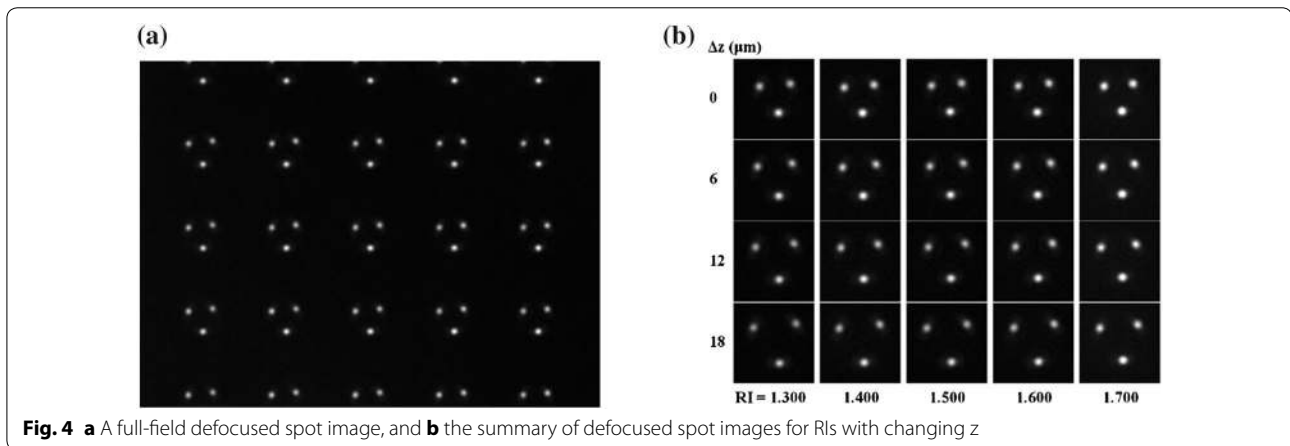 (a)
(b)
Δz (μm)
0
6
12
18
RI = 1.300 1.400 1.500 1.600 1.700
Fig. 4 a A full-field defocused spot image, and b the summary of defocused spot images for RIs with changing z